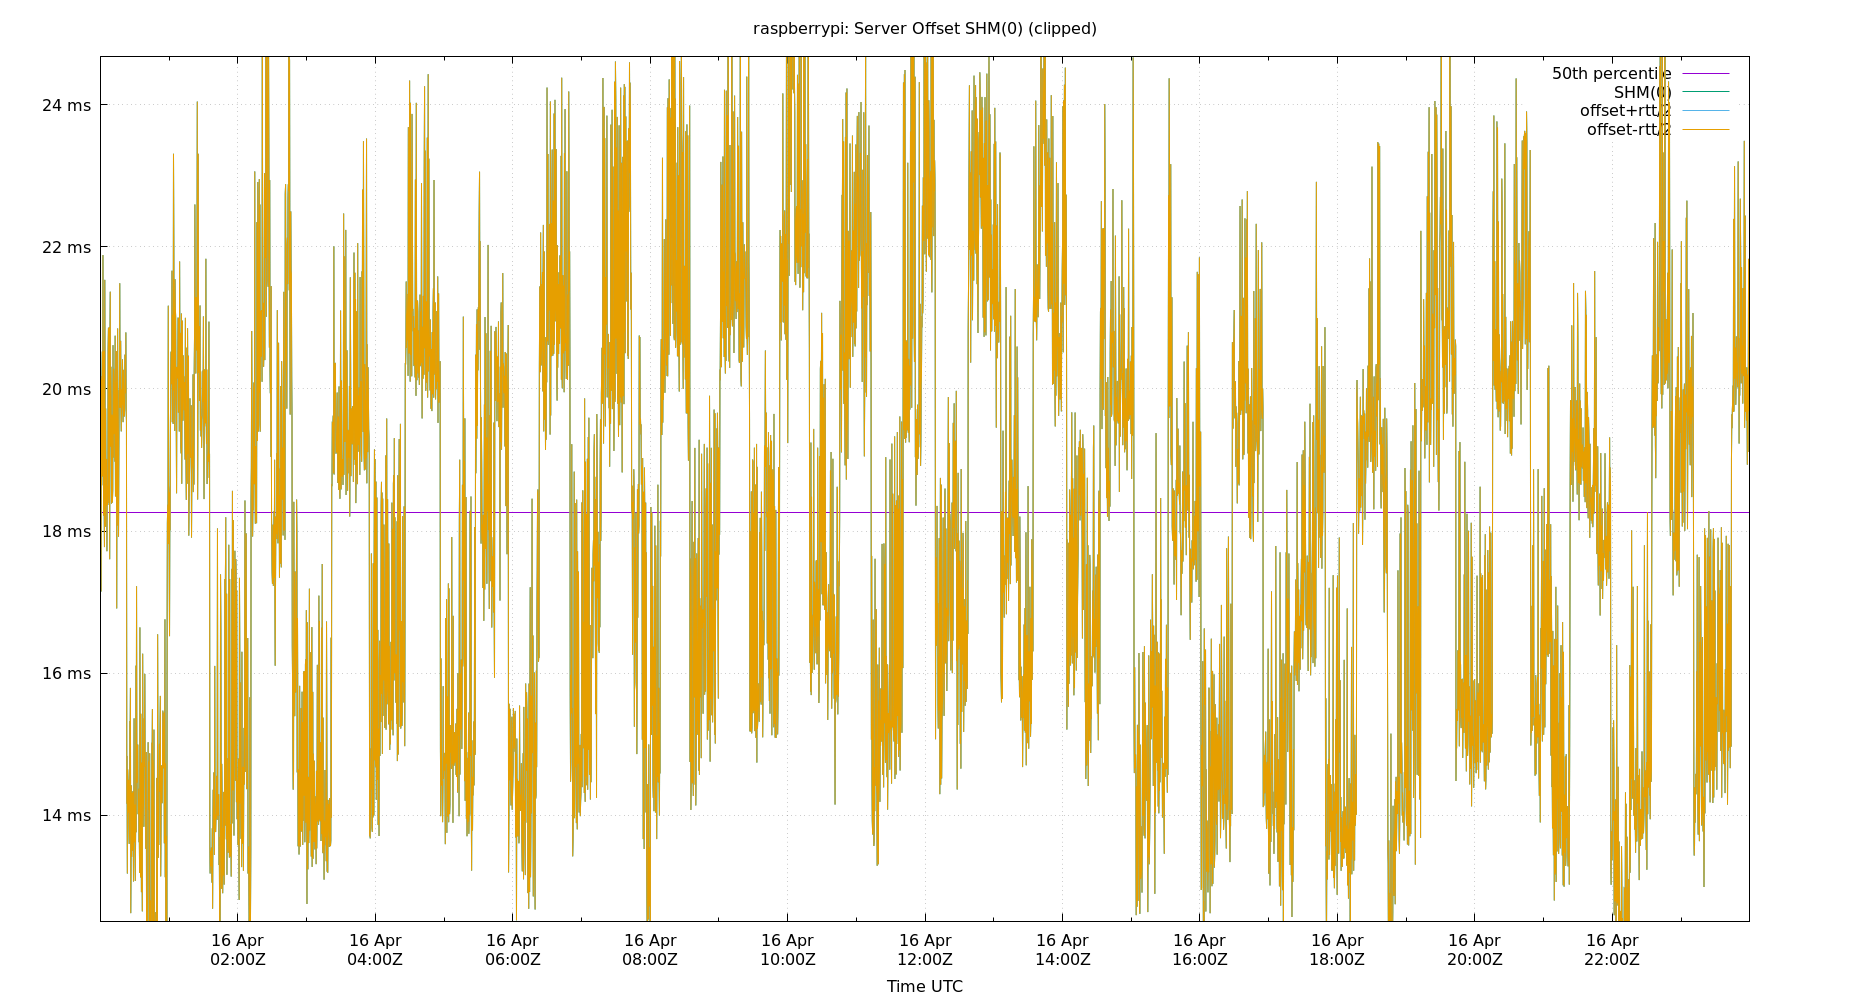 raspberrypi: Server Offset SHM(0) (clipped)
50th percentile
SHM(0)
offset+rtt/2
offset-rtt/2
24 ms
22 ms
20 ms
18 ms
16 ms
14 ms
16 Apr 16 Apr 16 Apr 16 Apr 16 Apr 16 Apr 16 Apr 16 Apr 16 Apr 16 Apr 16 Apr
02:00Z 04:00Z 06:00Z 08:00Z 10:00Z 12:00Z 14:00Z 16:00Z 18:00Z 20:00Z 22:00Z
Time UTC